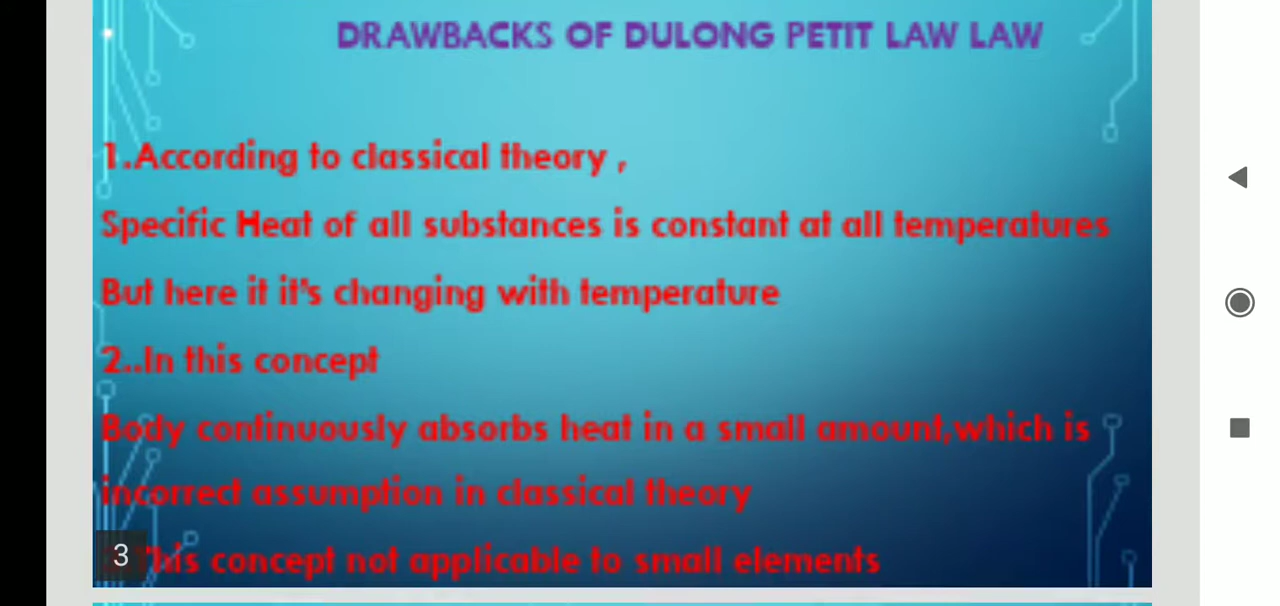 DRAWBACKS OF DULONG PETIT LAW LAW
1.According to classical theory ,
Specific Heat of all substances is constant at all temperatures
But here it it's changing with temperature
2..In this concept
Body continuously absorbs heat in a small amount,which is
incorrect assumption in classical theory
This concept not applicable to small elements
3